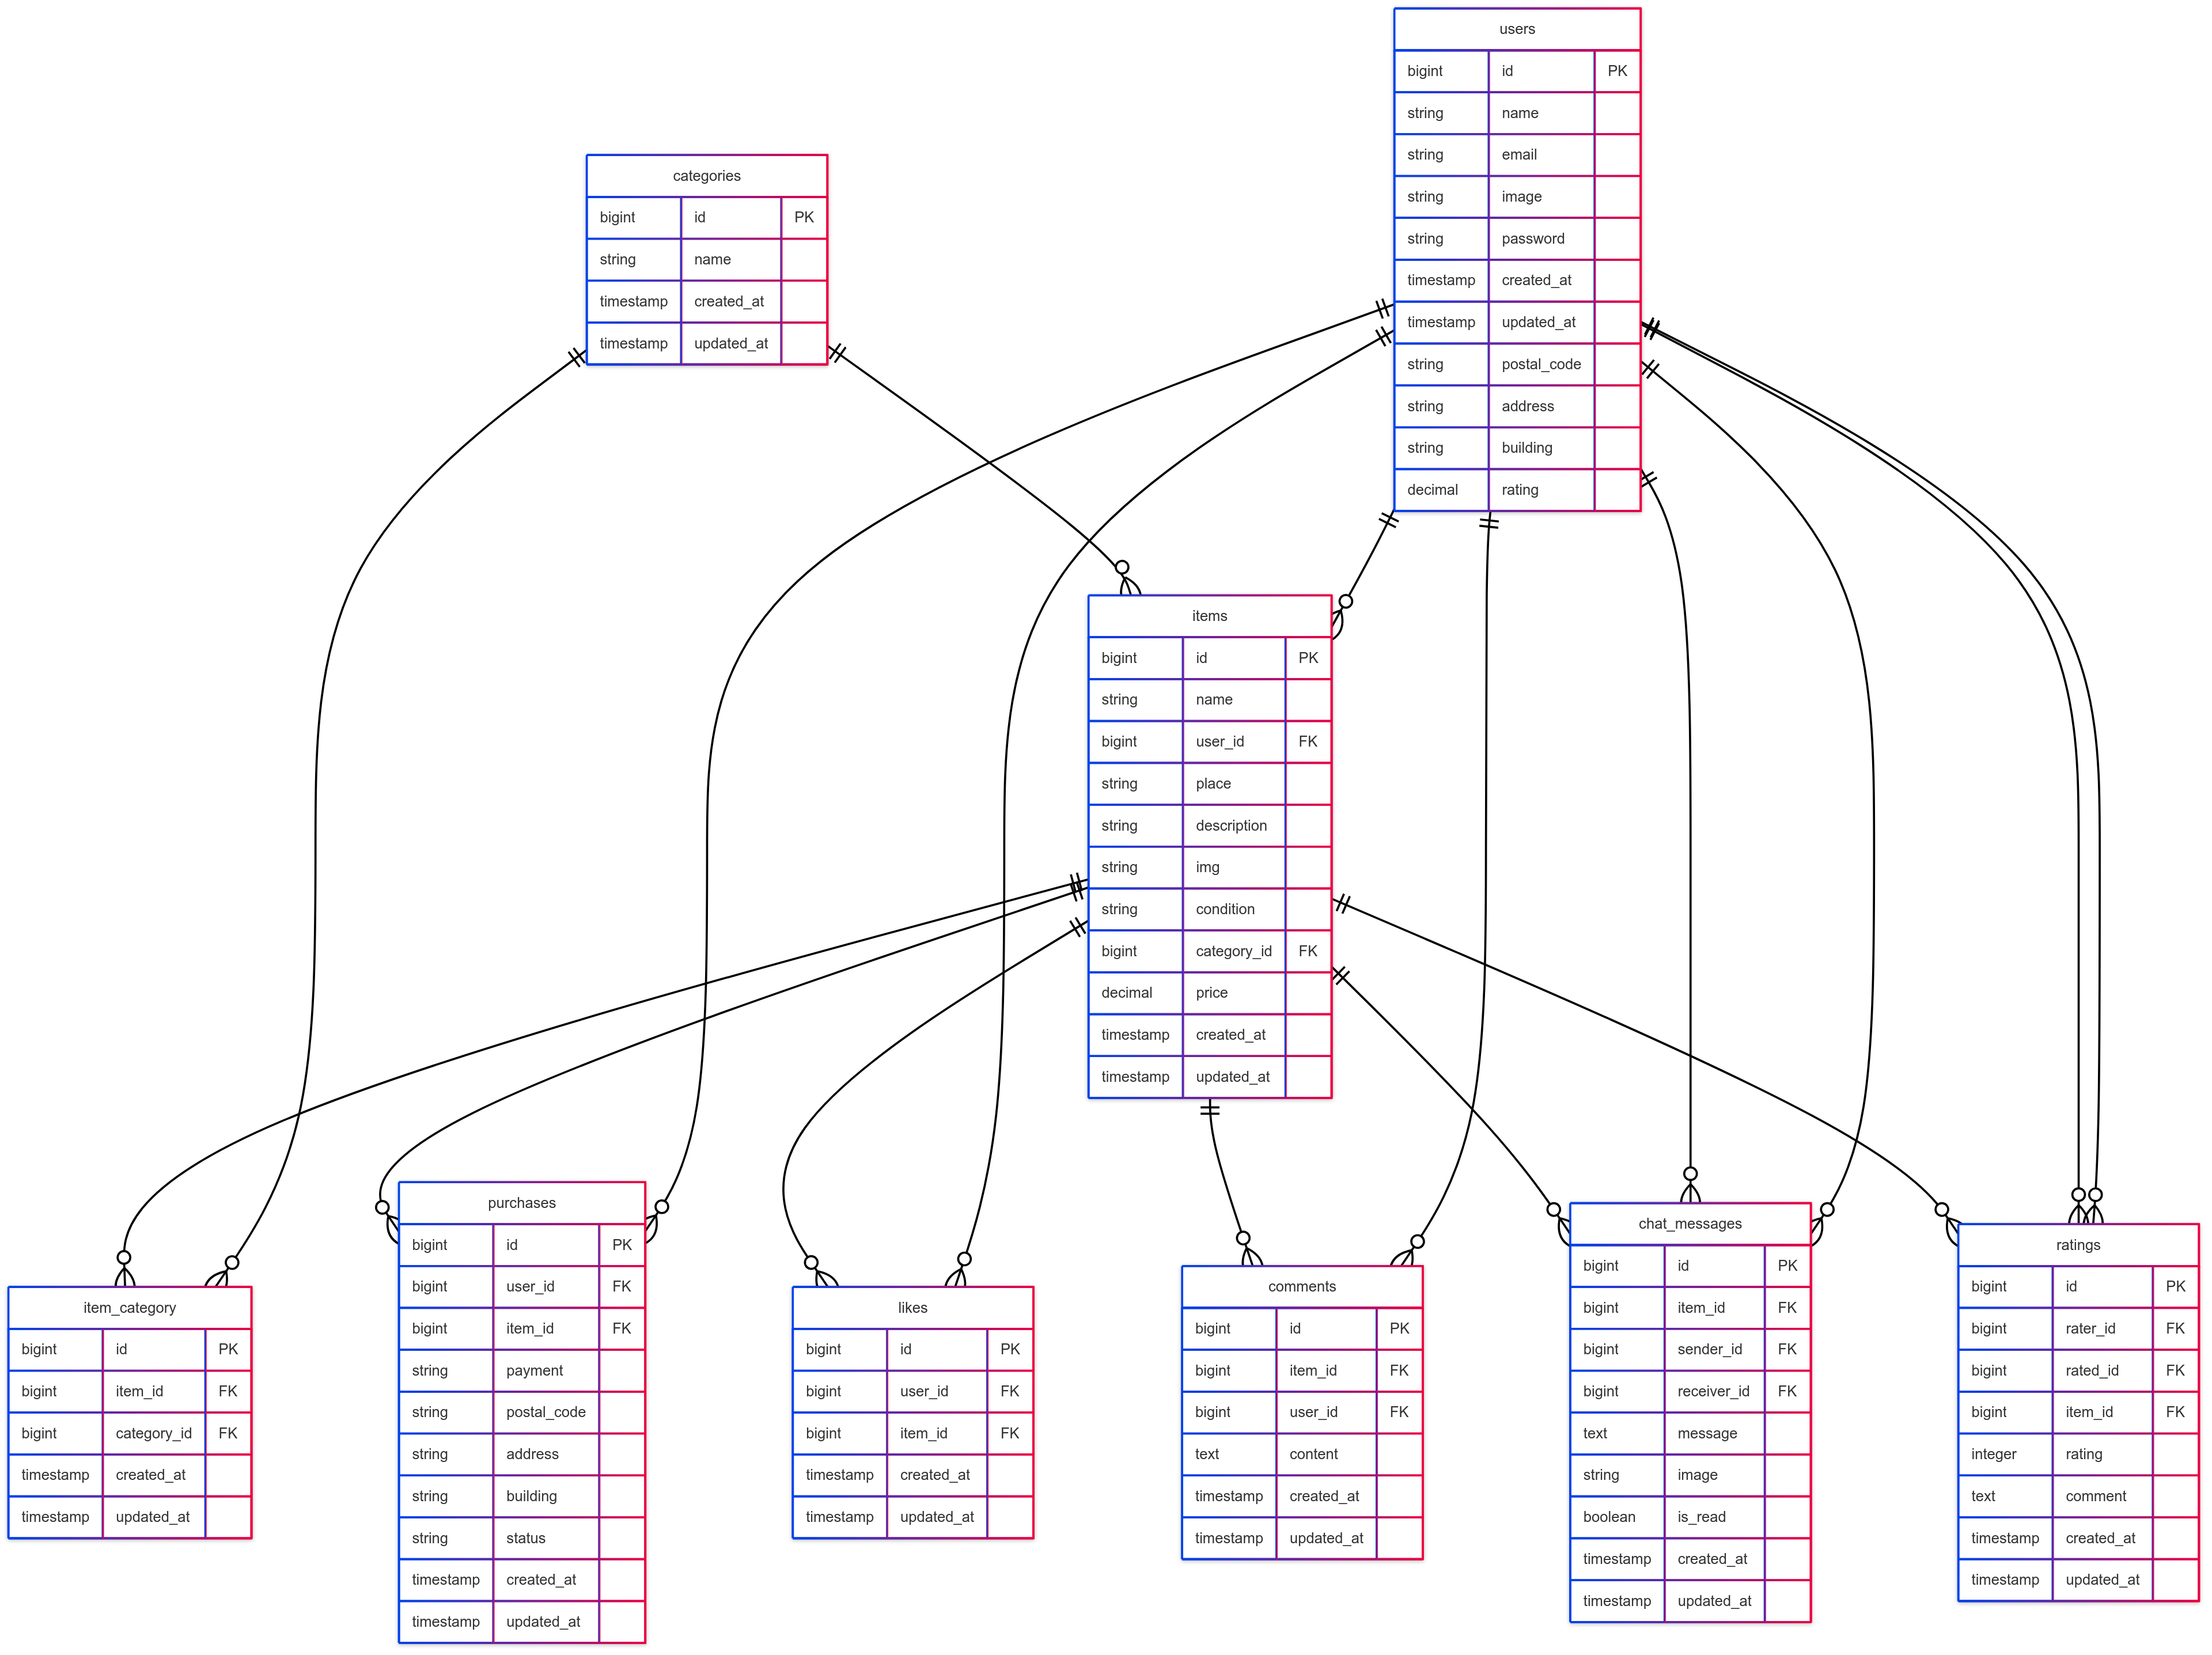 users
bigint id PK
string name
string email
string image
string password
timestamp created_at
timestamp updated_at
string postal_code
string address
string building
decimal rating
categories
bigint id PK
string name
timestamp created_at
timestamp updated_at
items
bigint id PK
string name
bigint user_id FK
string place
string description
string img
string condition
bigint category_id FK
decimal price
timestamp created_at
timestamp updated_at
item_category
bigint id PK
bigint item_id FK
bigint category_id FK
timestamp created_at
timestamp updated_at
purchases
bigint id PK
bigint user_id FK
bigint item_id FK
string payment
string postal_code
string address
string building
string status
timestamp created_at
timestamp updated_at
likes
bigint id PK
bigint user_id FK
bigint item_id FK
timestamp created_at
timestamp updated_at
comments
bigint id PK
bigint item_id FK
bigint user_id FK
text content
timestamp created_at
timestamp updated_at
chat_messages
bigint id PK
bigint item_id FK
bigint sender_id FK
bigint receiver_id FK
text message
string image
boolean is_read
timestamp created_at
timestamp updated_at
ratings
bigint id PK
bigint rater_id FK
bigint rated_id FK
bigint item_id FK
integer rating
text comment
timestamp created_at
timestamp updated_at